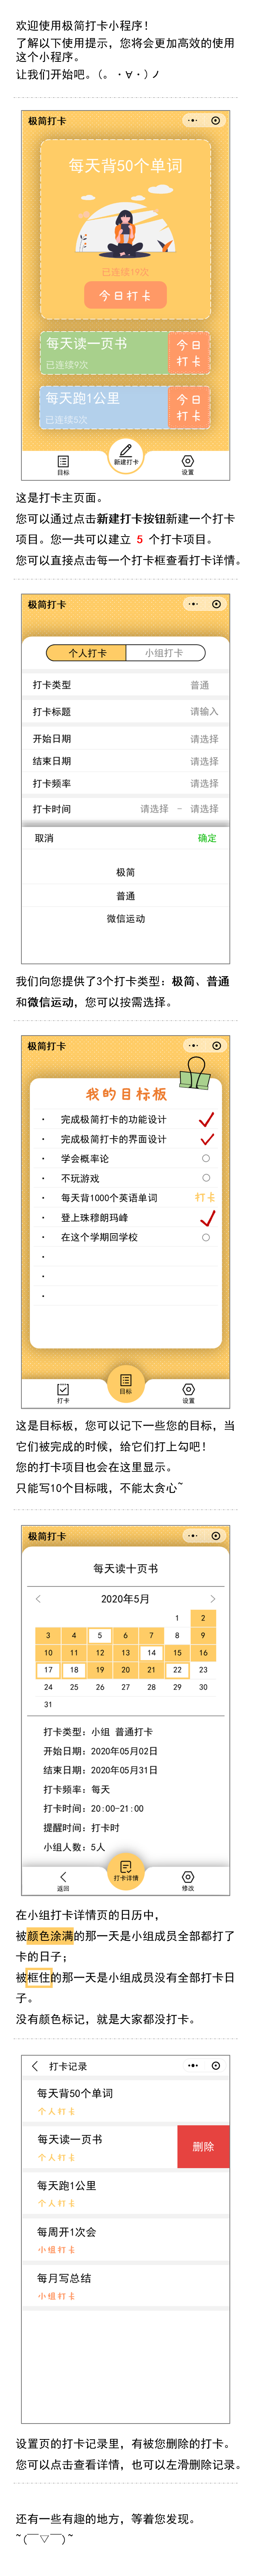 欢迎使用极简打卡小程序！
了解以下使用提示，您将会更加高效的使用
这个小程序。
让我们开始吧。（。・∀・）ノ
极简打卡
每天背50个单词
已连续19次
今日打卡
每天读一页书
已连续9次
今日
打卡
每天跑1公里
已连续5次
今日
打卡
目标
新建打卡
设置
这是打卡主页面。
您可以通过点击新建打卡按钮新建一个打卡
项目。您一共可以建立 5 个打卡项目。
您可以直接点击每一个打卡框查看打卡详情。
极简打卡
个人打卡 小组打卡
打卡类型 普通
打卡标题 请输入
开始日期 请选择
结束日期 请选择
打卡频率 请选择
打卡时间 请选择 - 请选择
取消 确定
极简
普通
微信运动
我们向您提供了3个打卡类型：极简、普通
和微信运动，您可以按需选择。
极简打卡
我的目标板
· 完成极简打卡的功能设计
· 完成极简打卡的界面设计
· 学会概率论
· 不玩游戏
· 每天背1000个英语单词 打卡
· 登上珠穆朗玛峰
· 在这个学期回学校
·
·
·
打卡
目标
设置
这是目标板，您可以记下一些您的目标，当
它们被完成的时候，给它们打上勾吧！
您的打卡项目也会在这里显示。
只能写10个目标哦，不能太贪心~
极简打卡
每天读十页书
2020年5月
1 2
3 4 5 6 7 8 9
10 11 12 13 14 15 16
17 18 19 20 21 22 23
24 25 26 27 28 29 30
31
打卡类型：小组 普通打卡
开始日期：2020年05月02日
结束日期：2020年05月31日
打卡频率：每天
打卡时间：20:00-21:00
提醒时间：打卡时
小组人数：5人
返回
打卡详情
修改
在小组打卡详情页的日历中，
被颜色涂满的那一天是小组成员全部都打了
卡的日子；
被框住的那一天是小组成员没有全部打卡日
子。
没有颜色标记，就是大家都没打卡。
打卡记录
每天背50个单词
个人打卡
每天读一页书
个人打卡
删除
每天跑1公里
个人打卡
每周开1次会
小组打卡
每月写总结
小组打卡
设置页的打卡记录里，有被您删除的打卡。
您可以点击查看详情，也可以左滑删除记录。
还有一些有趣的地方，等着您发现。
~(￣▽￣)~